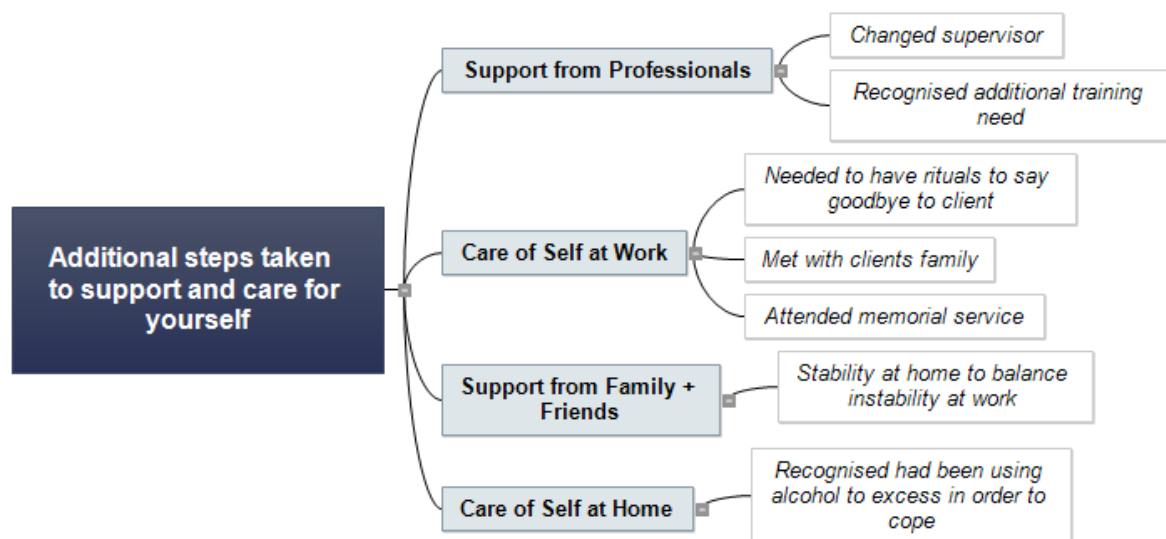 Additional steps taken
to support and care for
yourself
Support from Professionals
Changed supervisor
Recognised additional training
need
Care of Self at Work
Needed to have rituals to say
goodbye to client
Met with clients family
Attended memorial service
Support from Family +
Friends
Stability at home to balance
instability at work
Care of Self at Home
Recognised had been using
alcohol to excess in order to
cope